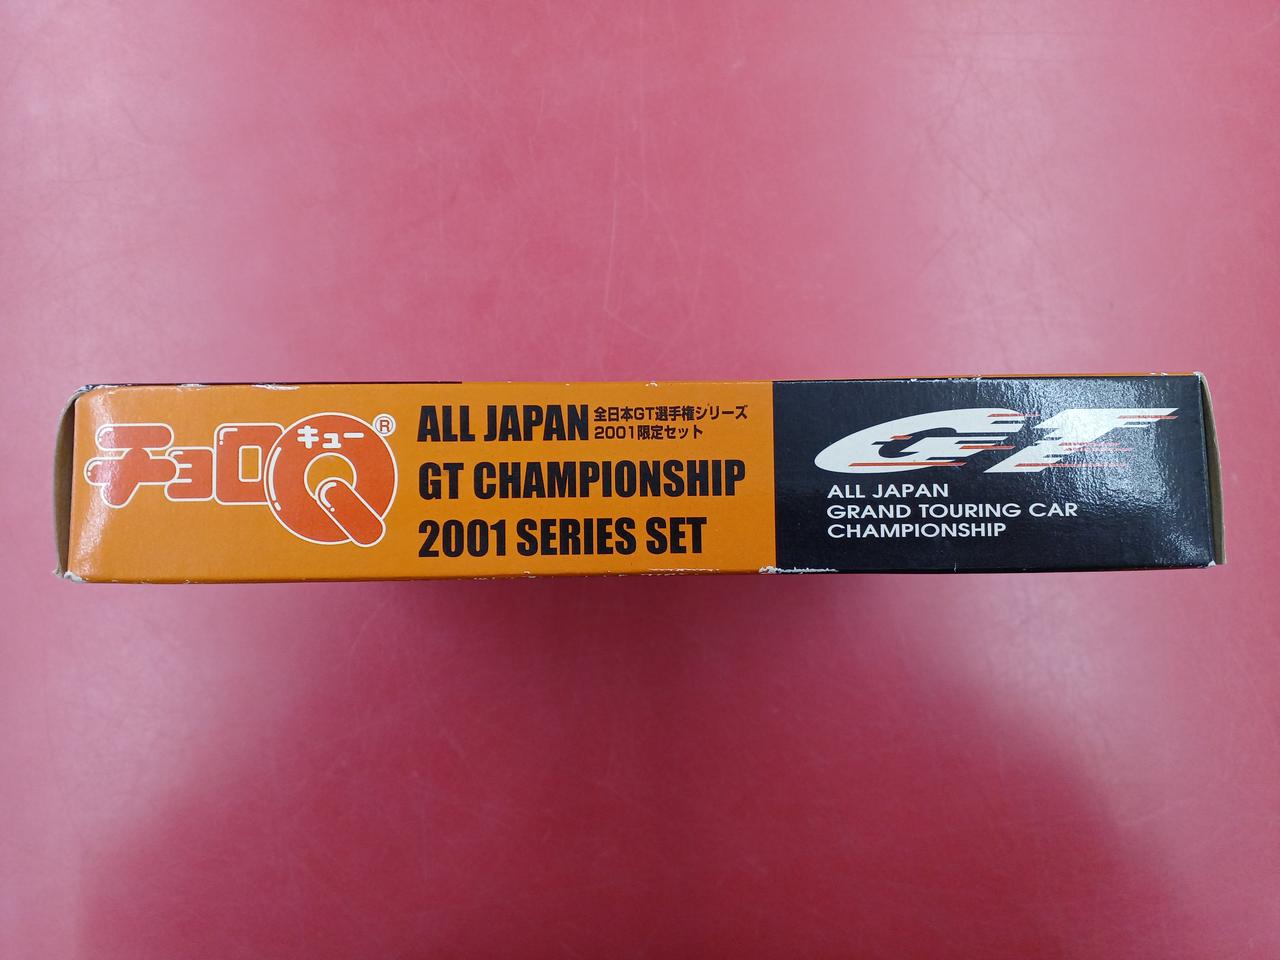 チョロQ
キュー
®
ALL JAPAN
全日本GT選手権シリーズ
2001限定セット
GT CHAMPIONSHIP
2001 SERIES SET
GT
ALL JAPAN
GRAND TOURING CAR
CHAMPIONSHIP